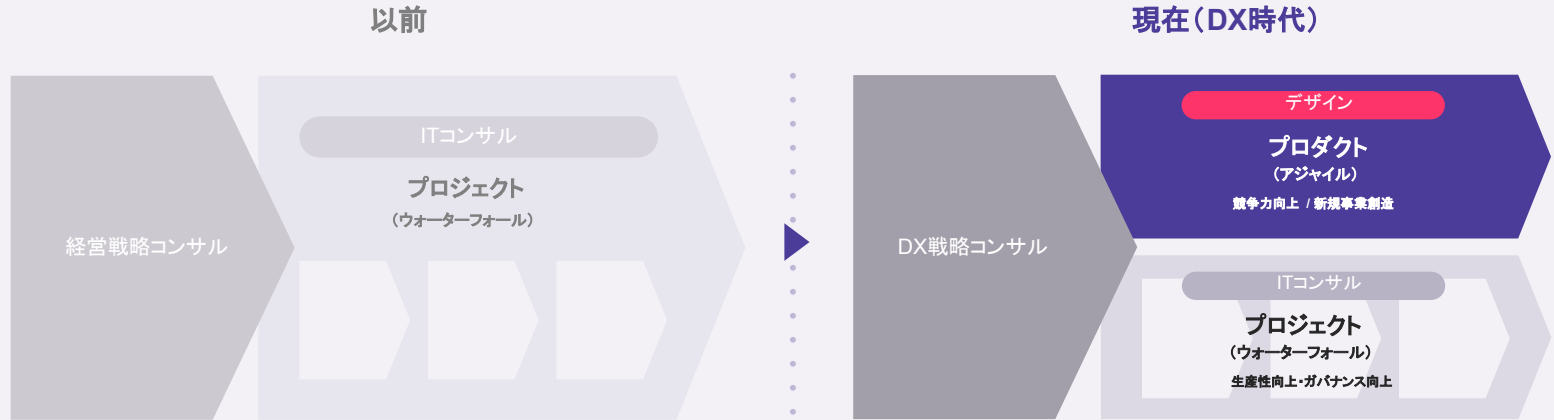 以前
経営戦略コンサル
ITコンサル
プロジェクト
（ウォーターフォール）
現在（DX時代）
DX戦略コンサル
デザイン
プロダクト
（アジャイル）
競争力向上 / 新規事業創造
ITコンサル
プロジェクト
（ウォーターフォール）
生産性向上・ガバナンス向上